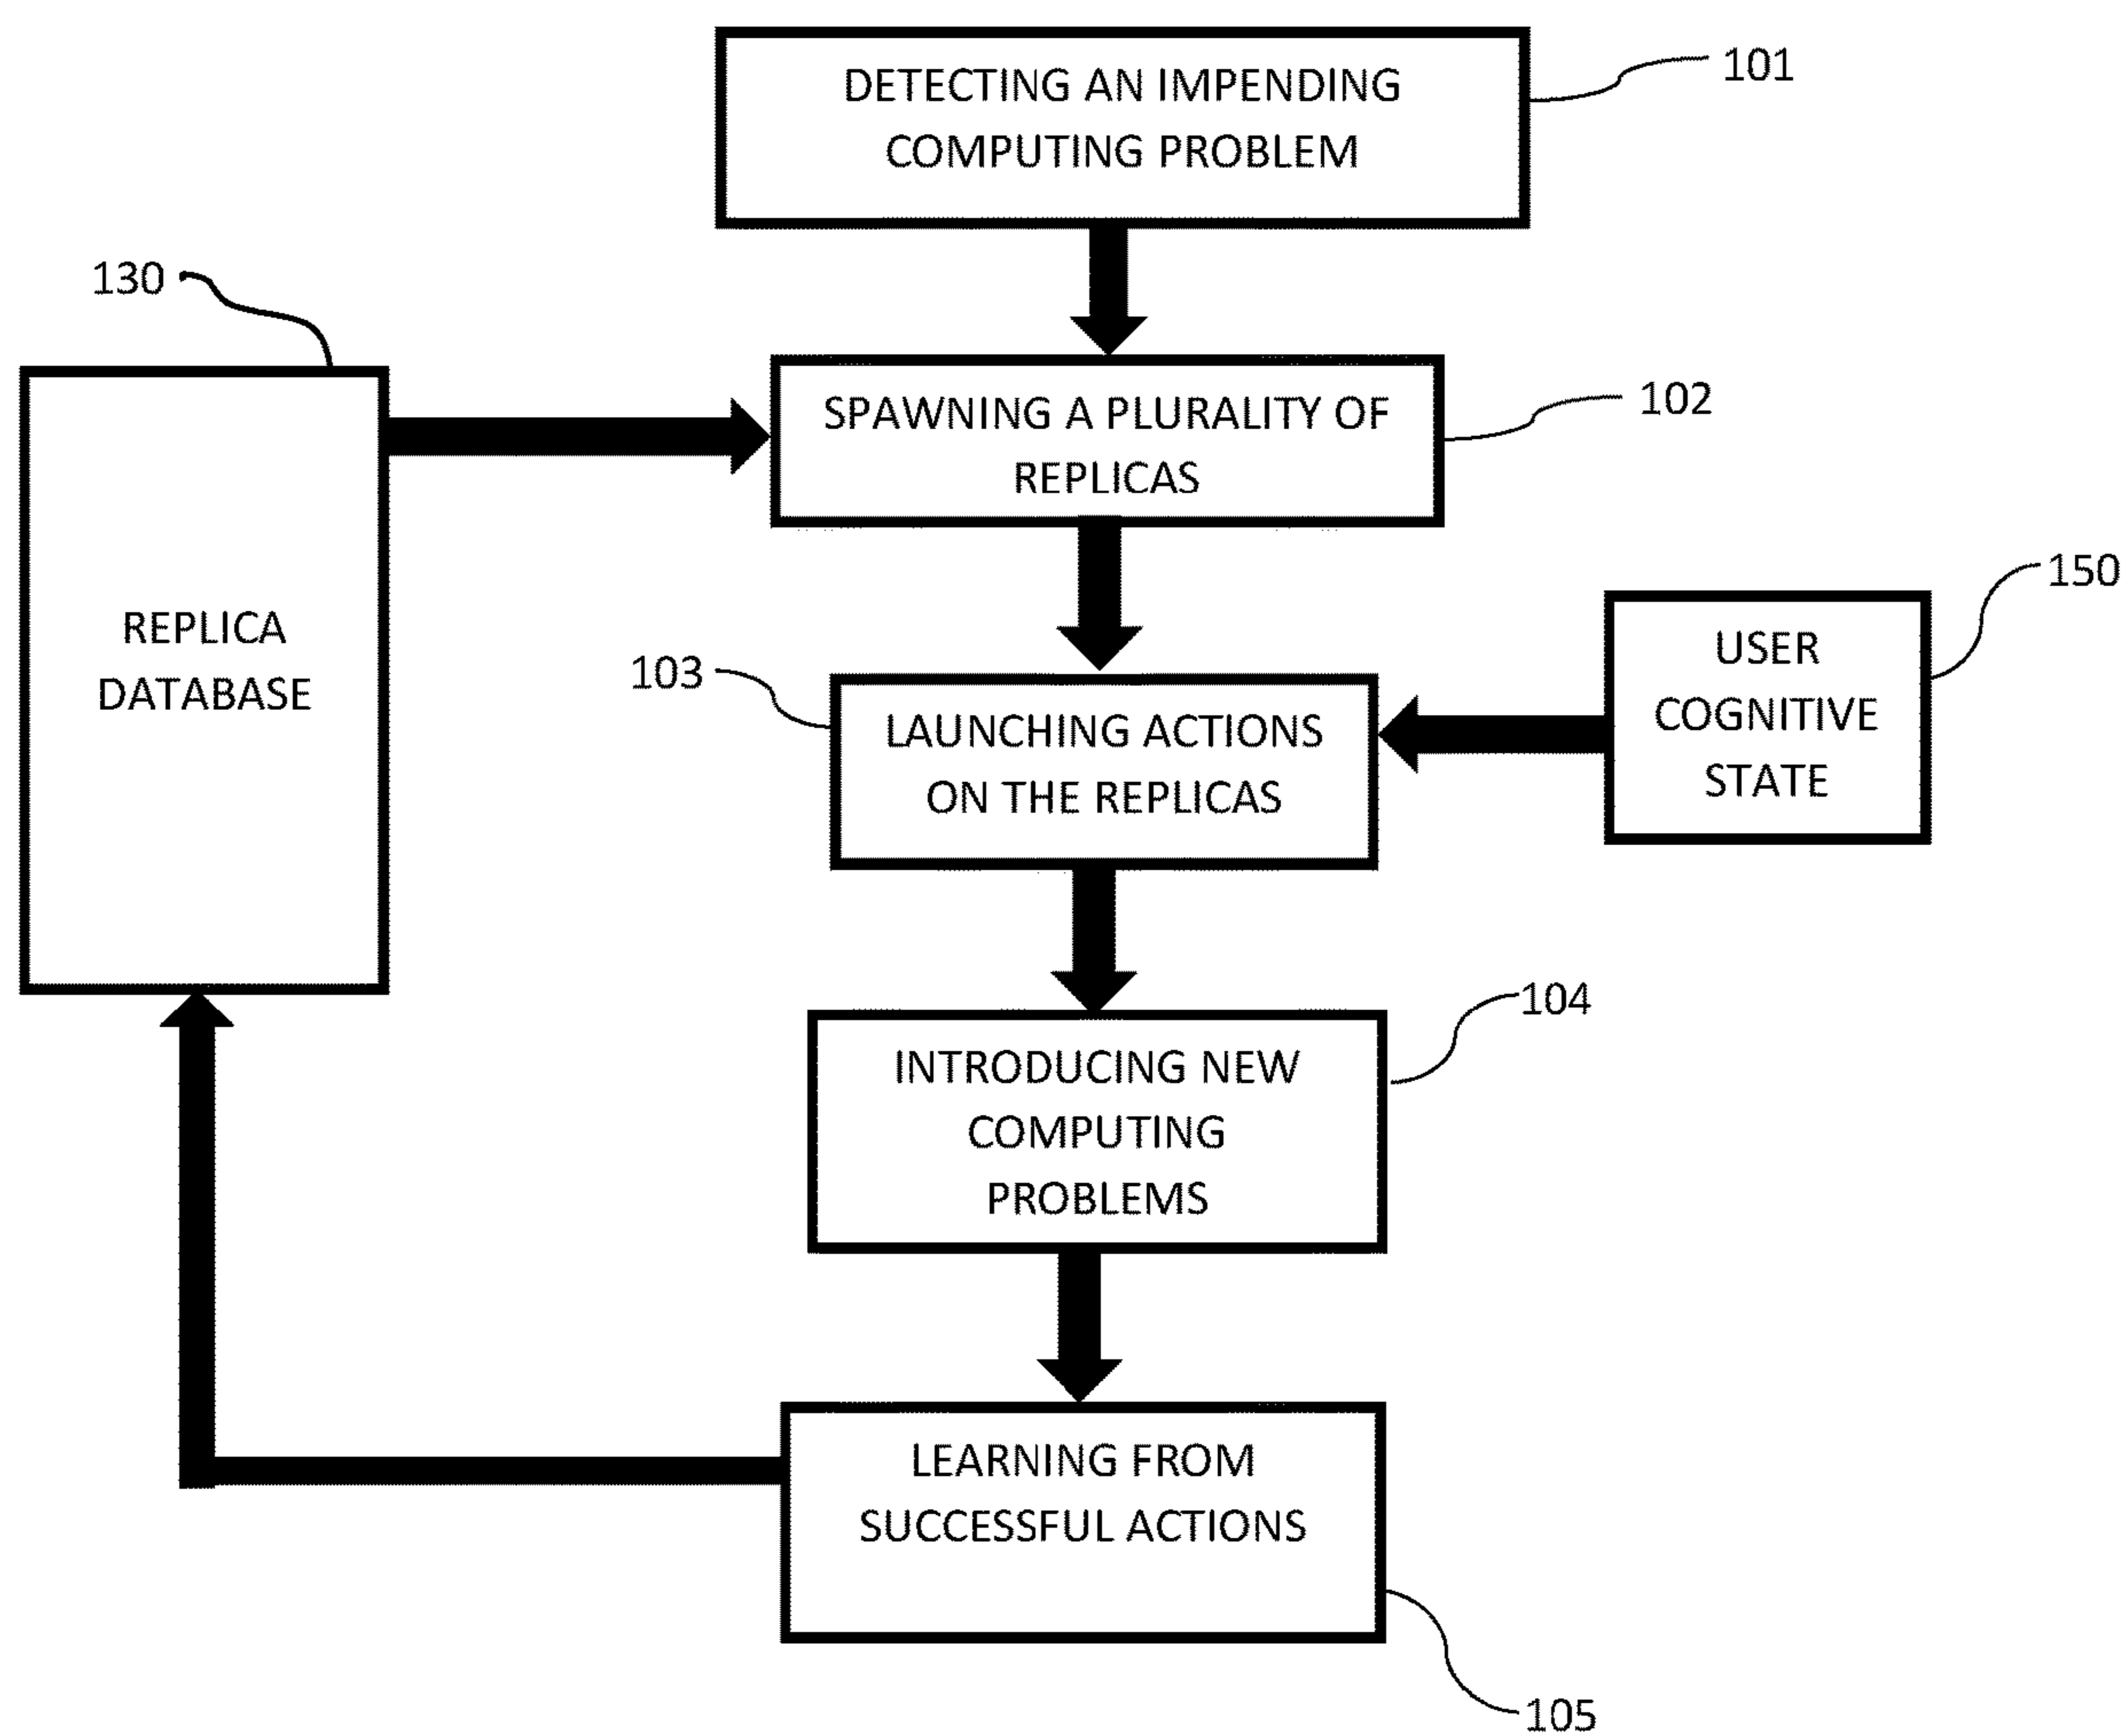 DETECTING AN IMPENDING
COMPUTING PROBLEM
101
130
SPAWNING A PLURALITY OF
REPLICAS
102
REPLICA
DATABASE
150
USER
COGNITIVE
STATE
103
LAUNCHING ACTIONS
ON THE REPLICAS
104
INTRODUCING NEW
COMPUTING
PROBLEMS
LEARNING FROM
SUCCESSFUL ACTIONS
105